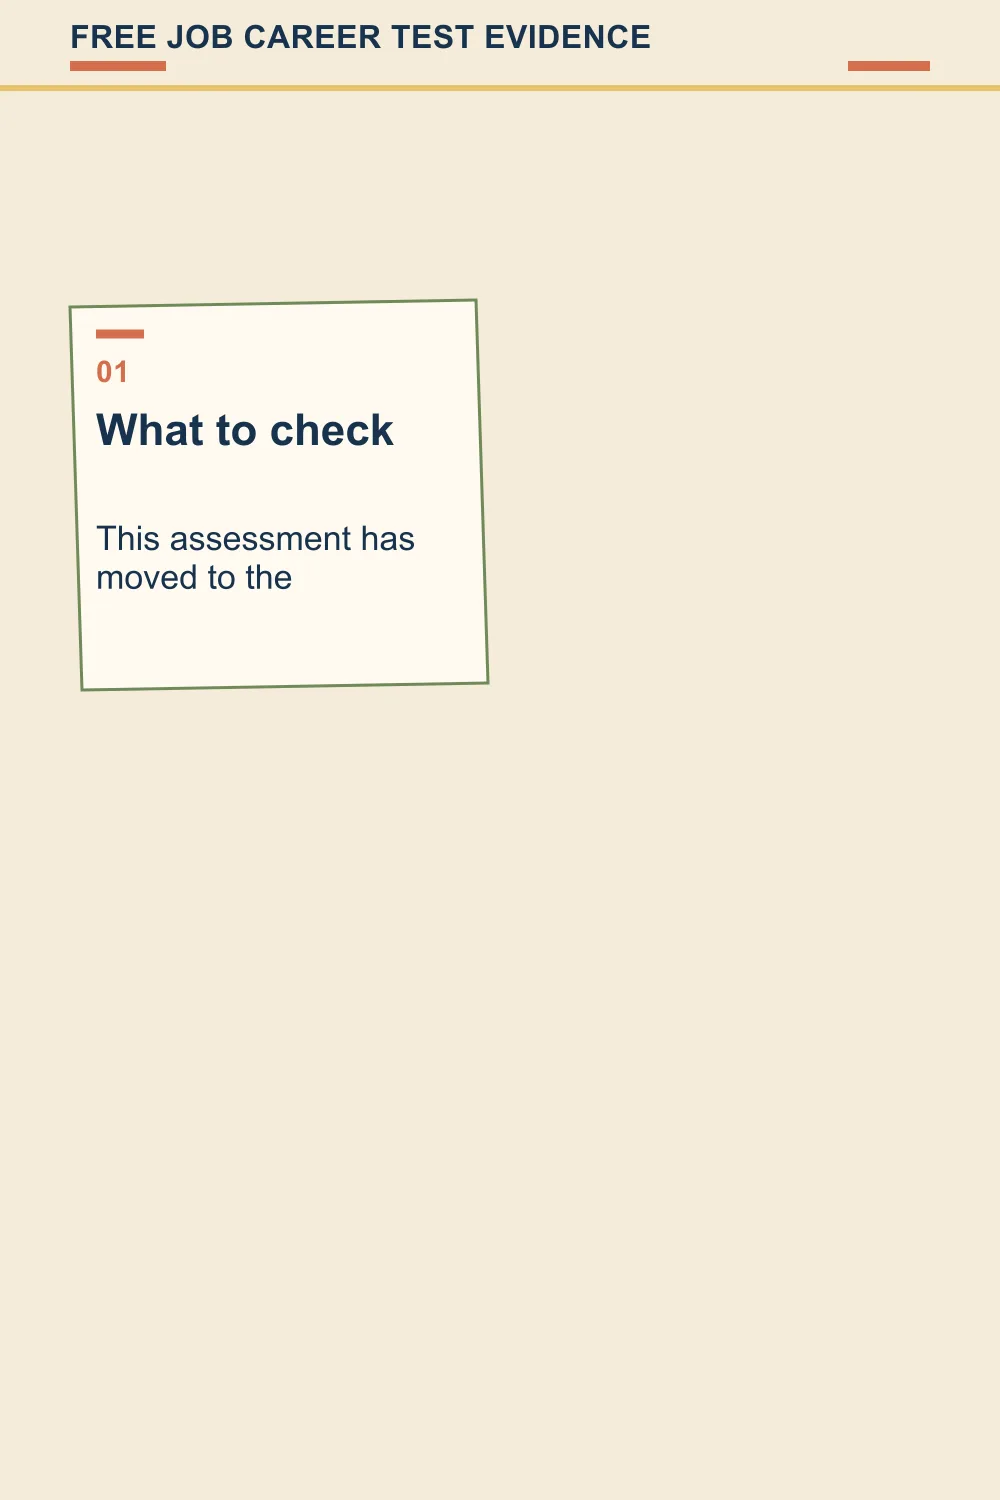 FREE JOB CAREER TEST EVIDENCE
01
What to check
This assessment has
moved to the